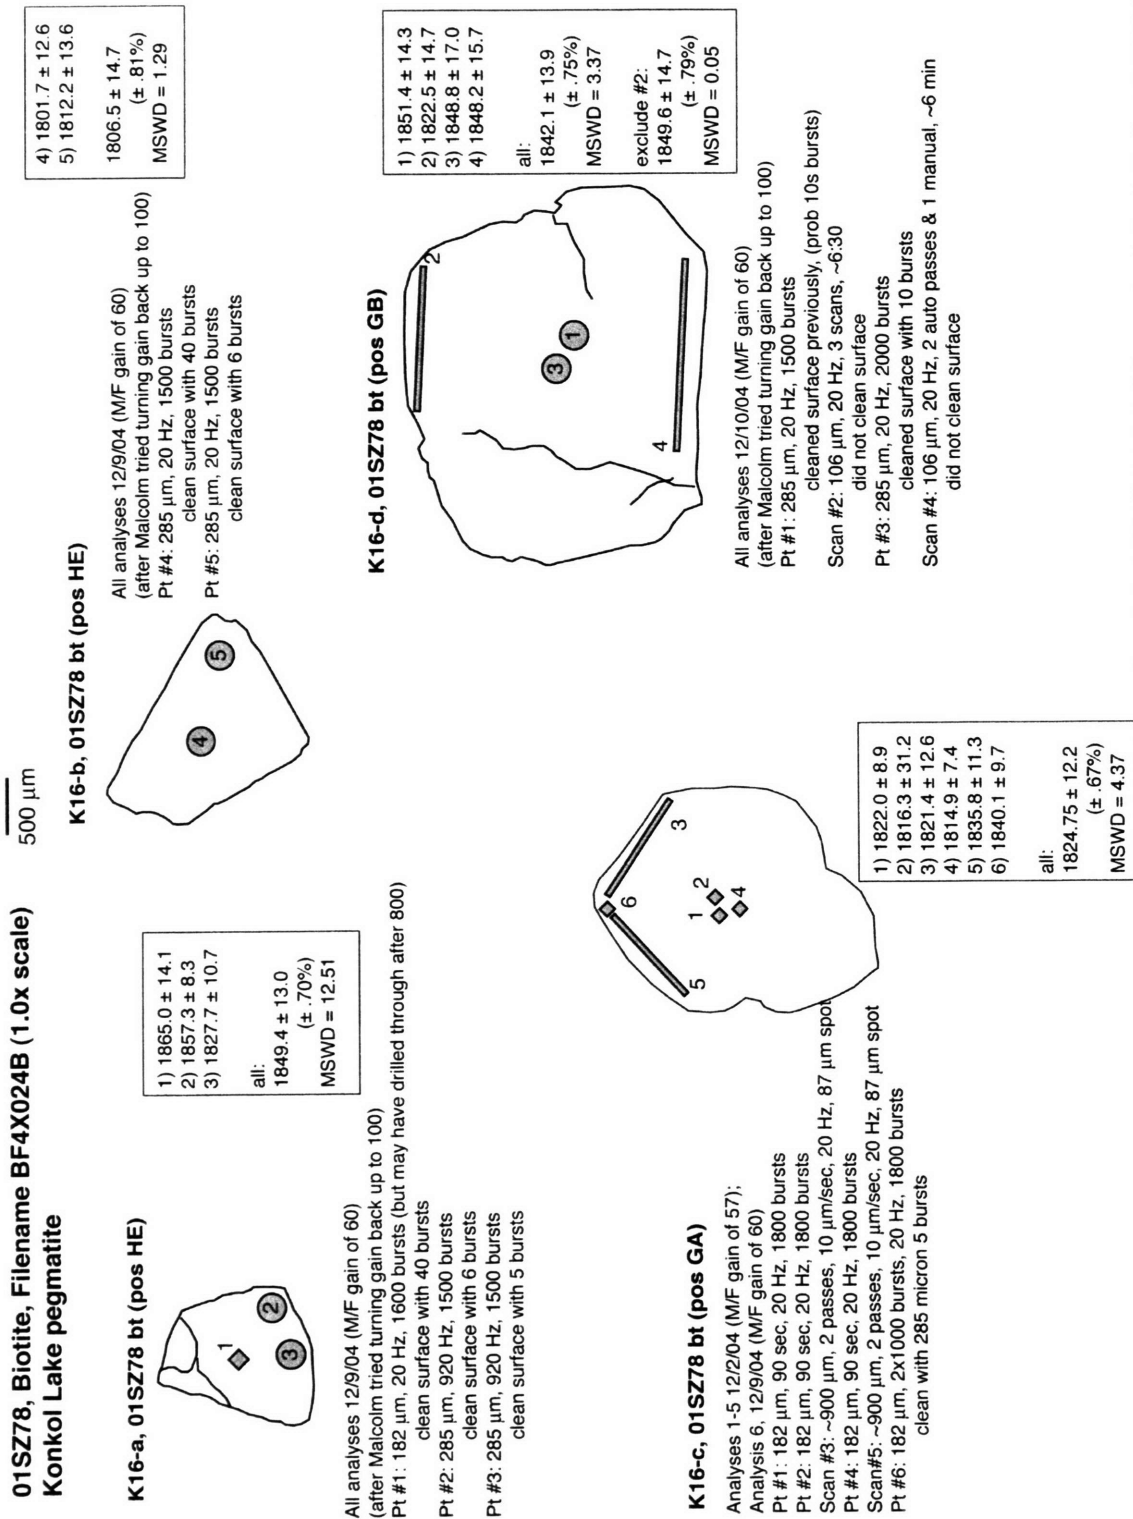 01SZ78, Biotite, Filename BF4X024B (1.0x scale)
Konkol Lake pegmatite
500 µm
K16-a, 01SZ78 bt (pos HE)
1
2
3
1) 1865.0 ± 14.1
2) 1857.3 ± 8.3
3) 1827.7 ± 10.7
all:
1849.4 ± 13.0
(± .70%)
MSWD = 12.51
All analyses 12/9/04 (M/F gain of 60)
(after Malcolm tried turning gain back up to 100)
Pt #1: 182 µm, 20 Hz, 1600 bursts (but may have drilled through after 800)
clean surface with 40 bursts
Pt #2: 285 µm, 920 Hz, 1500 bursts
clean surface with 6 bursts
Pt #3: 285 µm, 920 Hz, 1500 bursts
clean surface with 5 bursts
K16-b, 01SZ78 bt (pos HE)
4
5
4) 1801.7 ± 12.6
5) 1812.2 ± 13.6
1806.5 ± 14.7
(± .81%)
MSWD = 1.29
All analyses 12/9/04 (M/F gain of 60)
(after Malcolm tried turning gain back up to 100)
Pt #4: 285 µm, 20 Hz, 1500 bursts
clean surface with 40 bursts
Pt #5: 285 µm, 20 Hz, 1500 bursts
clean surface with 6 bursts
K16-c, 01SZ78 bt (pos GA)
Analyses 1-5 12/2/04 (M/F gain of 57);
Analysis 6, 12/9/04 (M/F gain of 60)
Pt #1: 182 µm, 90 sec, 20 Hz, 1800 bursts
Pt #2: 182 µm, 90 sec, 20 Hz, 1800 bursts
Scan #3: ~900 µm, 2 passes, 10 µm/sec, 20 Hz, 87 µm spot
Pt #4: 182 µm, 90 sec, 20 Hz, 1800 bursts
Scan#5: ~900 µm, 2 passes, 10 µm/sec, 20 Hz, 87 µm spot
Pt #6: 182 µm, 2x1000 bursts, 20 Hz, 1800 bursts
clean with 285 micron 5 bursts
5
6
3
1
2
4
1) 1822.0 ± 8.9
2) 1816.3 ± 31.2
3) 1821.4 ± 12.6
4) 1814.9 ± 7.4
5) 1835.8 ± 11.3
6) 1840.1 ± 9.7
all:
1824.75 ± 12.2
(± .67%)
MSWD = 4.37
K16-d, 01SZ78 bt (pos GB)
2
3
1
4
1) 1851.4 ± 14.3
2) 1822.5 ± 14.7
3) 1848.8 ± 17.0
4) 1848.2 ± 15.7
all:
1842.1 ± 13.9
(± .75%)
MSWD = 3.37
exclude #2:
1849.6 ± 14.7
(± .79%)
MSWD = 0.05
All analyses 12/10/04 (M/F gain of 60)
(after Malcolm tried turning gain back up to 100)
Pt #1: 285 µm, 20 Hz, 1500 bursts
cleaned surface previously, (prob 10s bursts)
Scan #2: 106 µm, 20 Hz, 3 scans, ~6:30
did not clean surface
Pt #3: 285 µm, 20 Hz, 2000 bursts
cleaned surface with 10 bursts
Scan #4: 106 µm, 20 Hz, 2 auto passes & 1 manual, ~6 min
did not clean surface